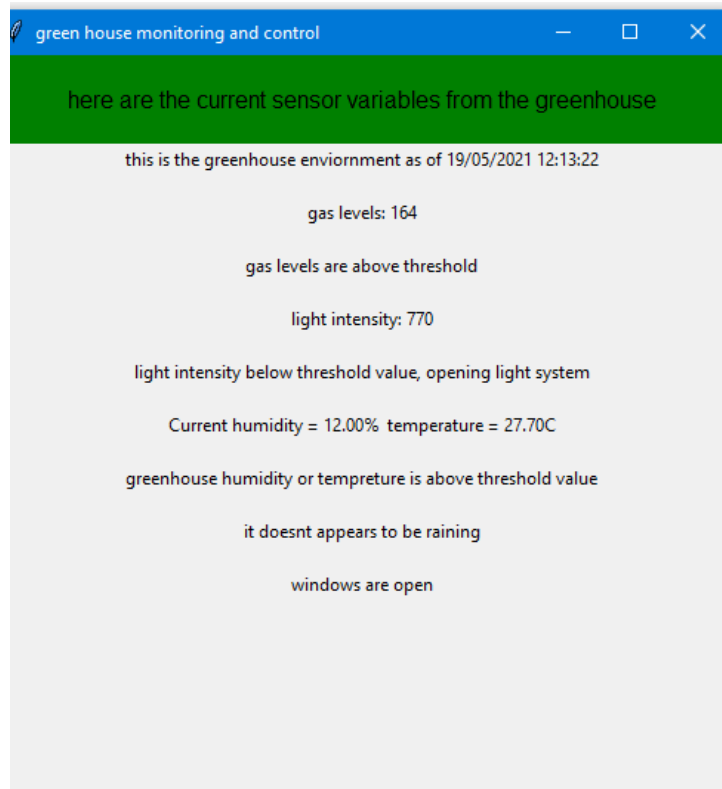 green house monitoring and control
here are the current sensor variables from the greenhouse
this is the greenhouse enviornment as of 19/05/2021 12:13:22
gas levels: 164
gas levels are above threshold
light intensity: 770
light intensity below threshold value, opening light system
Current humidity = 12.00% temperature = 27.70C
greenhouse humidity or tempreture is above threshold value
it doesnt appears to be raining
windows are open